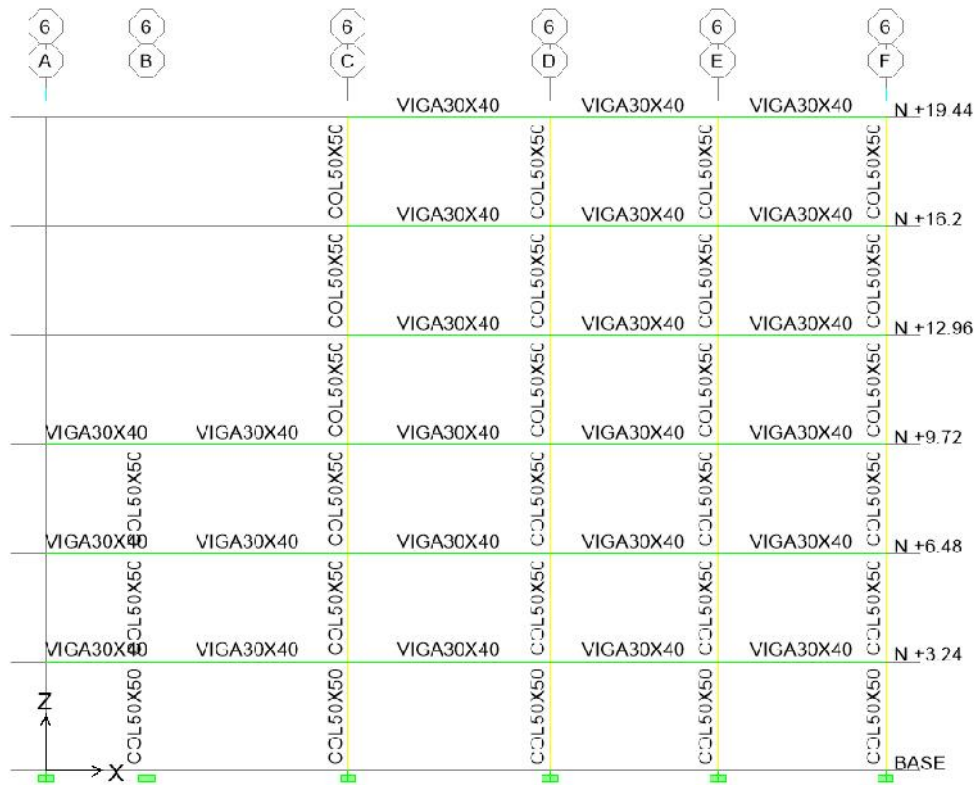 6 6 6 6 6 6
A B C D E F
VIGA30X40 VIGA30X40 VIGA30X40 N +19.44
COL50X50 COL50X50 COL50X50 COL50X50
VIGA30X40 VIGA30X40 VIGA30X40 N +16.2
COL50X50 COL50X50 COL50X50 COL50X50
VIGA30X40 VIGA30X40 VIGA30X40 N +12.96
COL50X50 COL50X50 COL50X50 COL50X50
VIGA30X40 VIGA30X40 VIGA30X40 VIGA30X40 VIGA30X40 N +9.72
COL50X50 COL50X50 COL50X50 COL50X50 COL50X50
VIGA30X40 VIGA30X40 VIGA30X40 VIGA30X40 VIGA30X40 N +6.48
COL50X50 COL50X50 COL50X50 COL50X50 COL50X50
VIGA30X40 VIGA30X40 VIGA30X40 VIGA30X40 VIGA30X40 N +3.24
COL50X50 COL50X50 COL50X50 COL50X50 COL50X50
Z
X
BASE